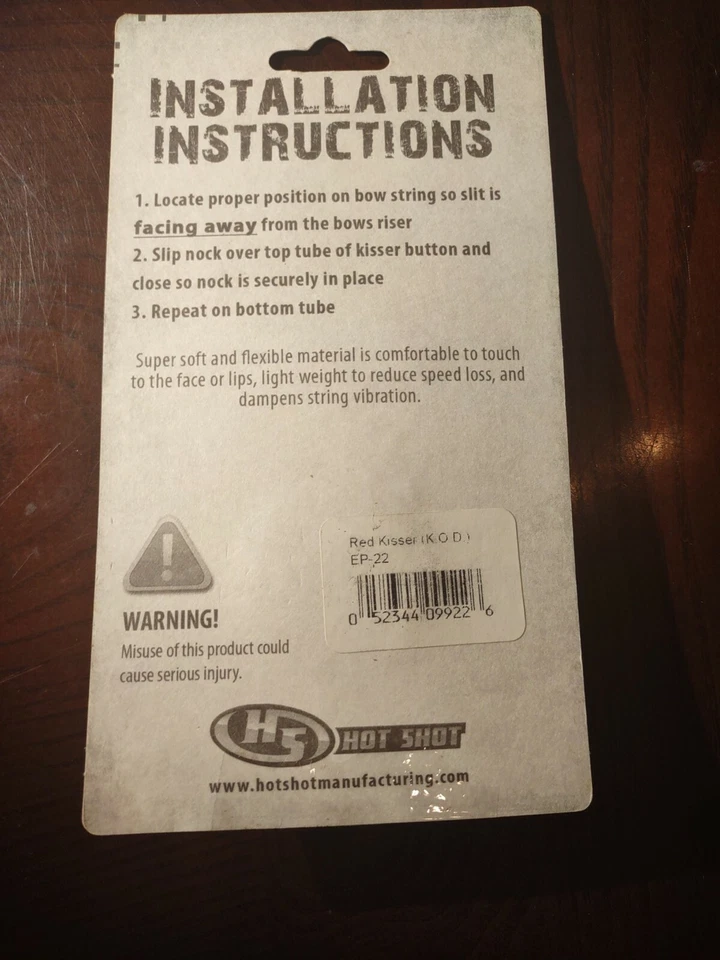 INSTALLATION
INSTRUCTIONS
1. Locate proper position on bow string so slit is
facing away from the bows riser
2. Slip nock over top tube of kisser button and
close so nock is securely in place
3. Repeat on bottom tube
Super soft and flexible material is comfortable to touch
to the face or lips, light weight to reduce speed loss, and
dampens string vibration.
Red Kisser (K.O.D.)
EP-22
0 52344 09922 6
!
WARNING!
Misuse of this product could
cause serious injury.
HS HOT SHOT
www.hotshotmanufacturing.com